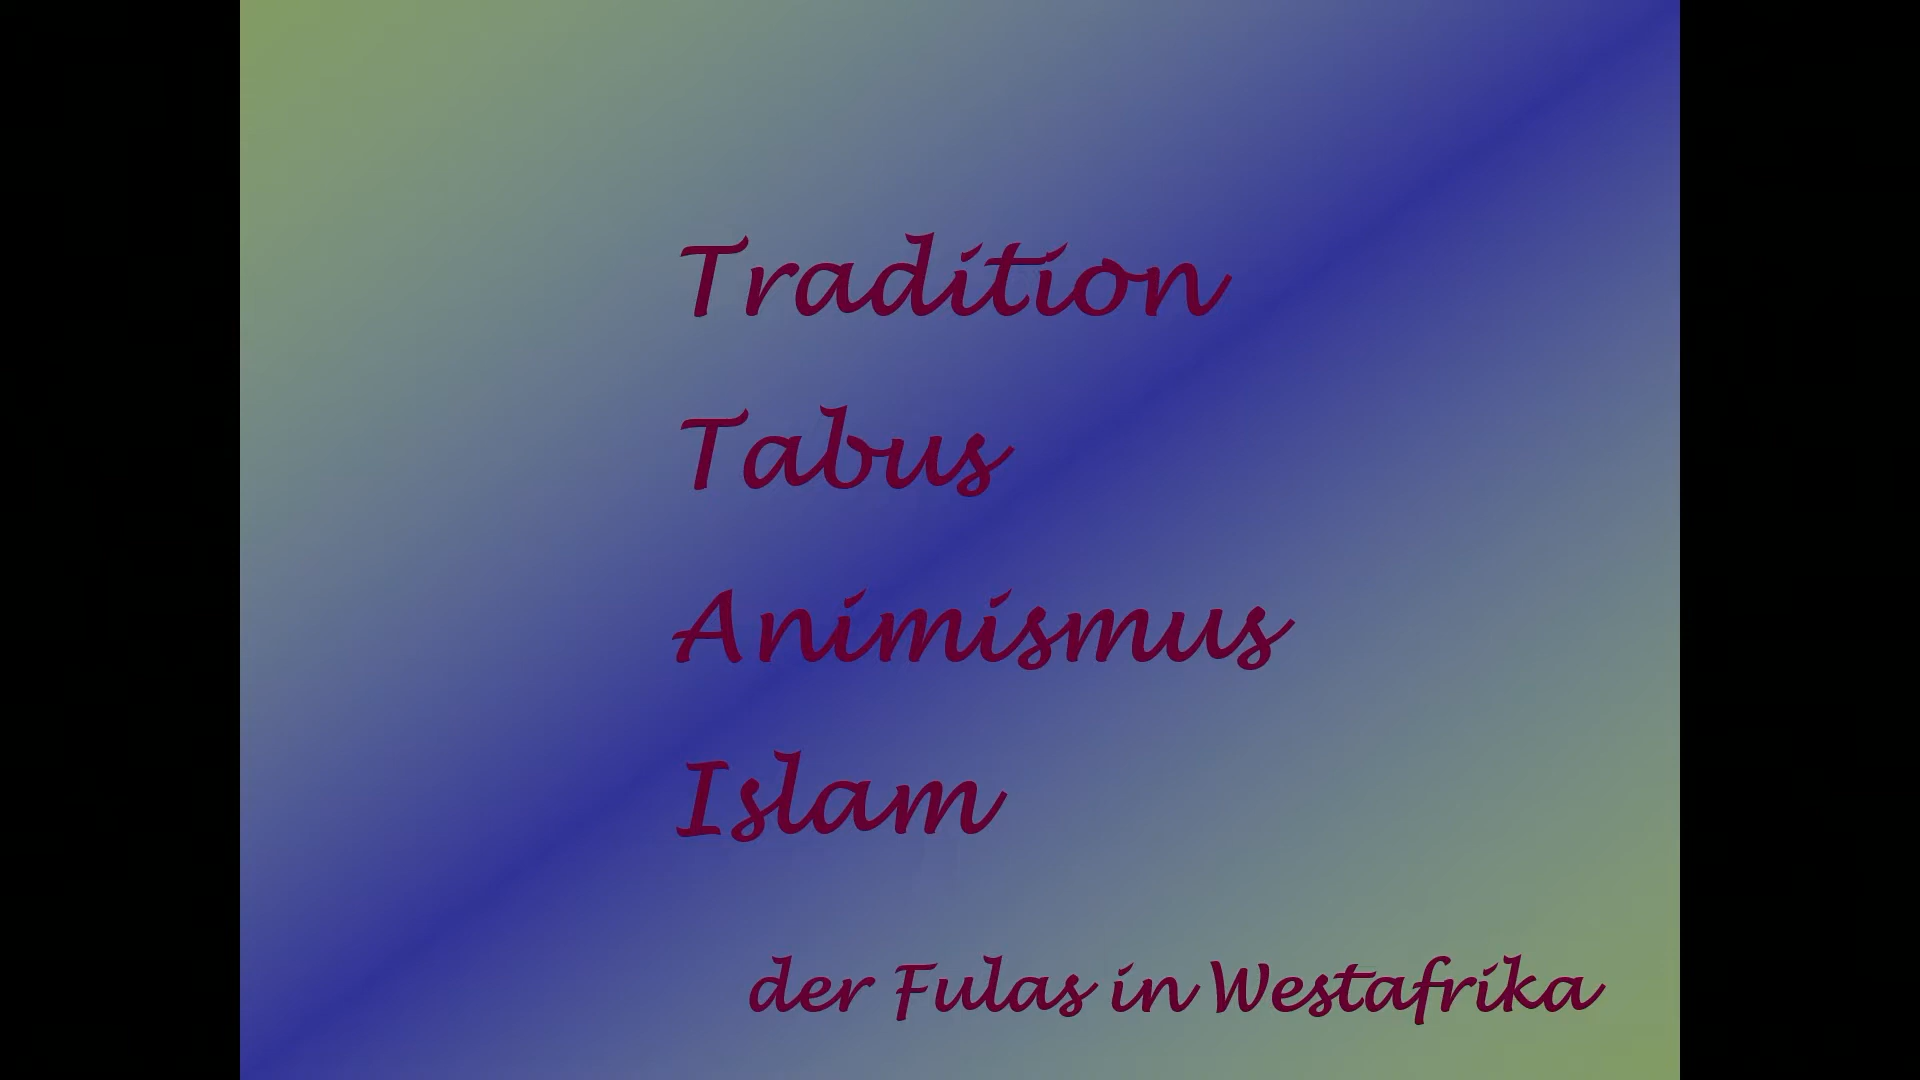 Tradition
Tabus
Animismus
Islam
der Fulas in Westafrika